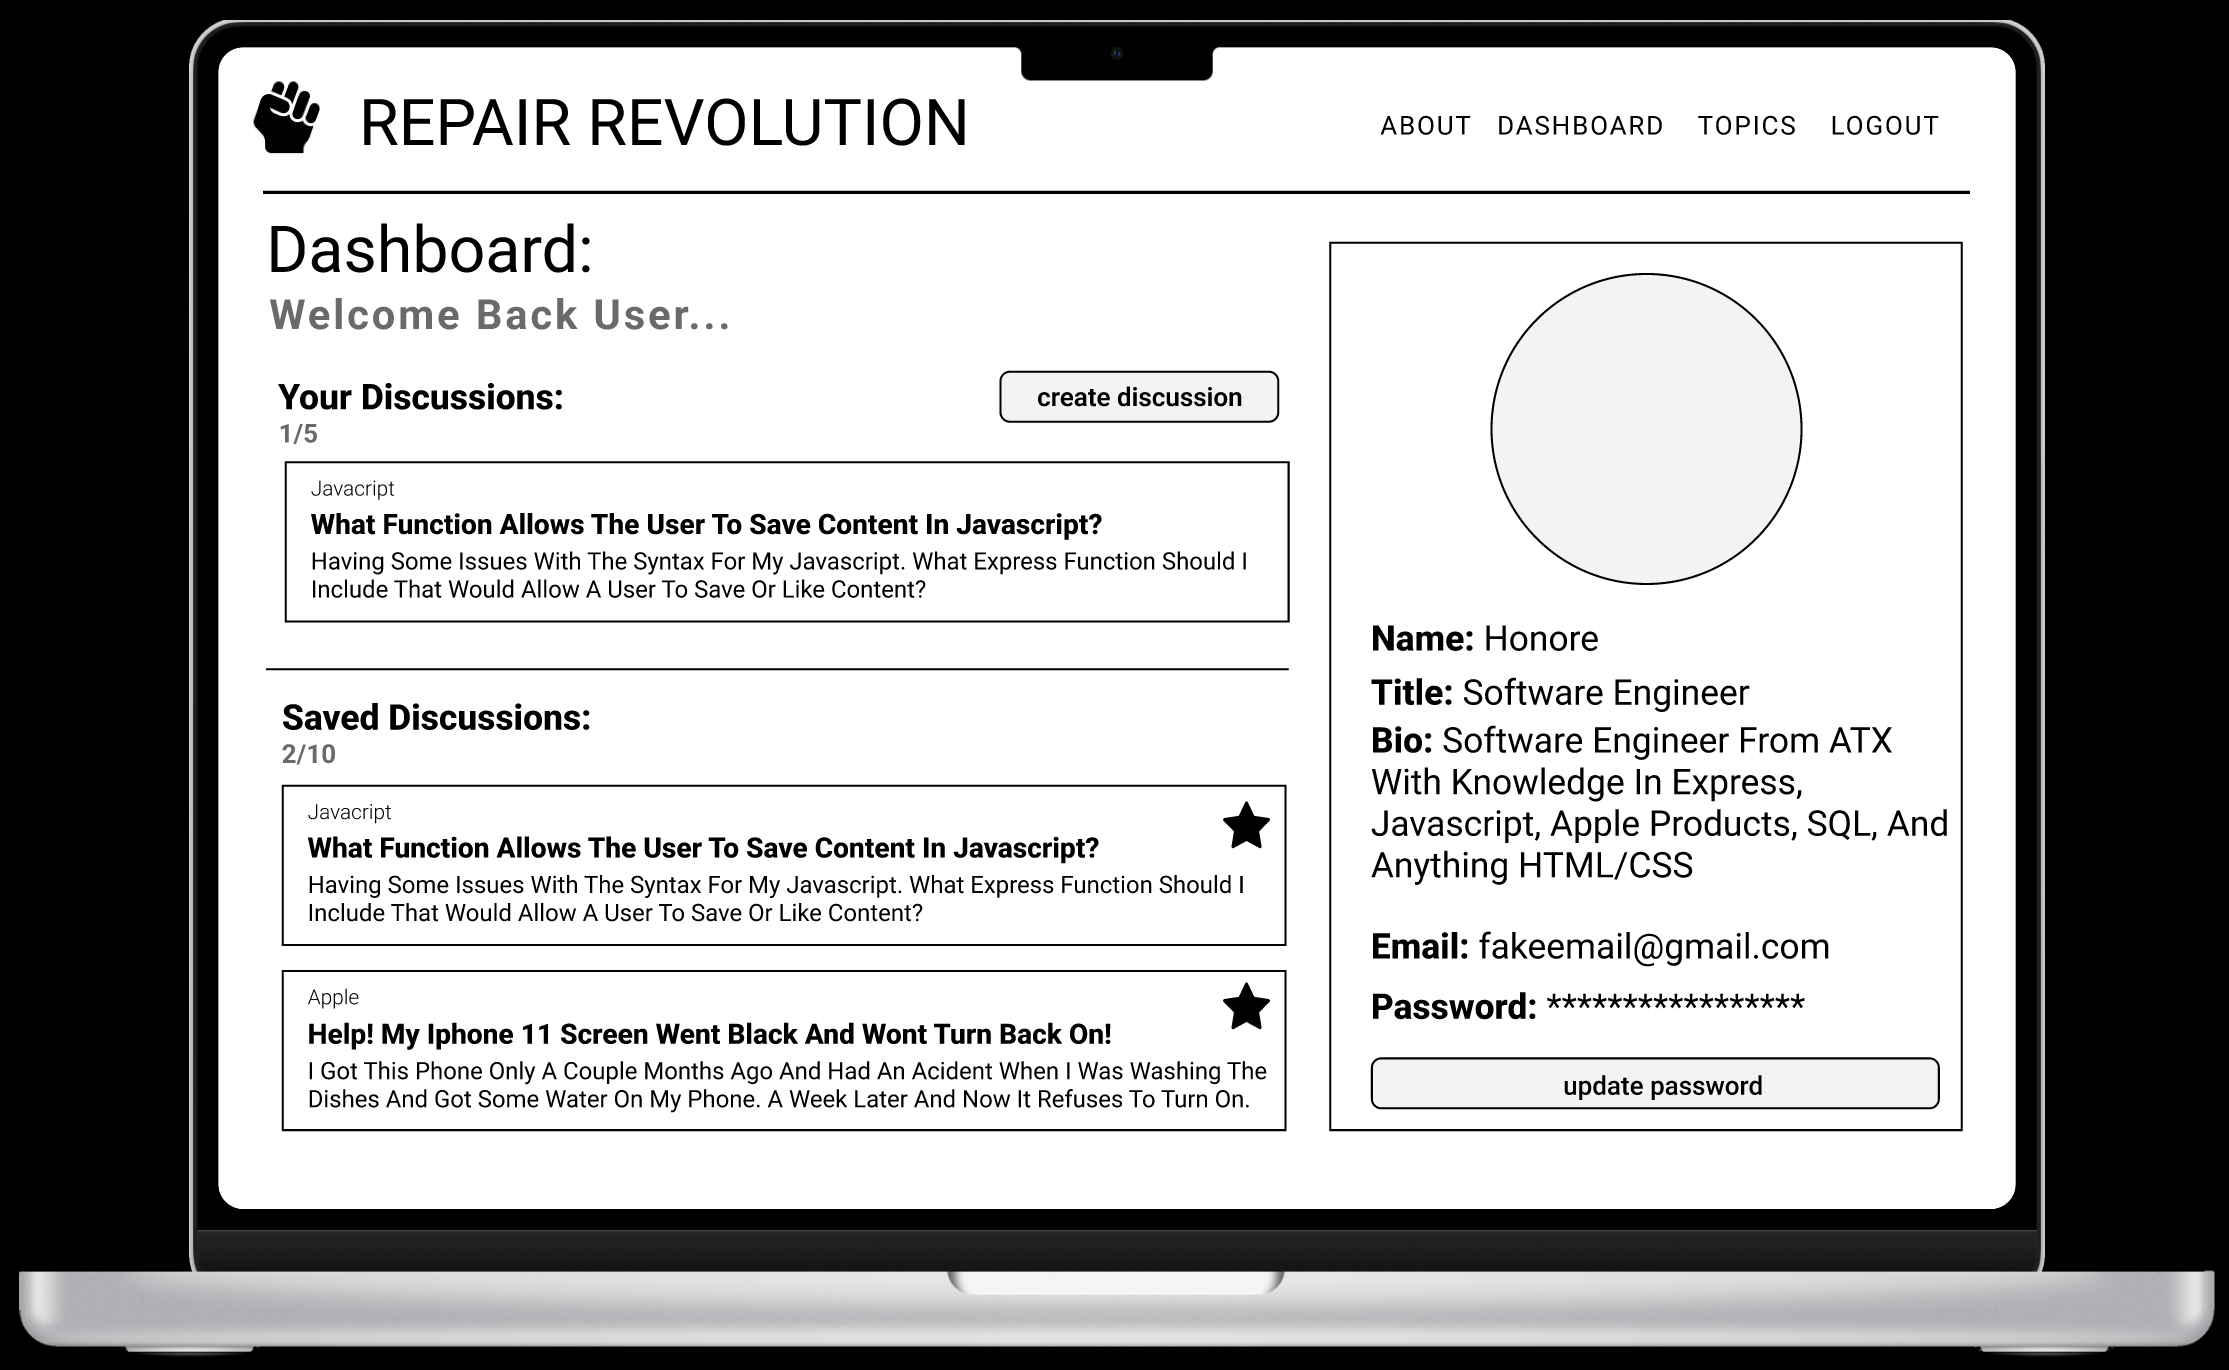 REPAIR REVOLUTION
ABOUT DASHBOARD TOPICS LOGOUT
Dashboard:
Welcome Back User...
Your Discussions:
create discussion
1/5
Javacript
What Function Allows The User To Save Content In Javascript?
Having Some Issues With The Syntax For My Javascript. What Express Function Should I
Include That Would Allow A User To Save Or Like Content?
Saved Discussions:
2/10
Javacript
What Function Allows The User To Save Content In Javascript?
Having Some Issues With The Syntax For My Javascript. What Express Function Should I
Include That Would Allow A User To Save Or Like Content?
Apple
Help! My Iphone 11 Screen Went Black And Wont Turn Back On!
I Got This Phone Only A Couple Months Ago And Had An Acident When I Was Washing The
Dishes And Got Some Water On My Phone. A Week Later And Now It Refuses To Turn On.
Name: Honore
Title: Software Engineer
Bio: Software Engineer From ATX
With Knowledge In Express,
Javascript, Apple Products, SQL, And
Anything HTML/CSS
Email: fakeemail@gmail.com
Password: *****************
update password